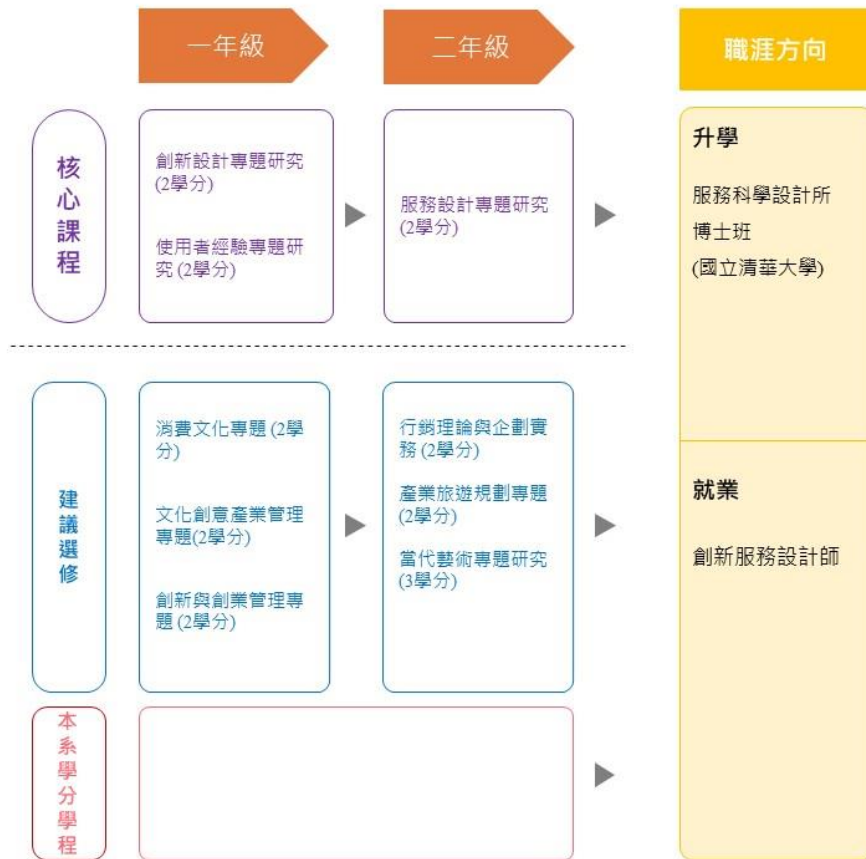 一年級
二年級
職涯方向
核
心
課
程
創新設計專題研究
(2學分)
使用者經驗專題研
究 (2學分)
服務設計專題研究
(2學分)
升學
服務科學設計所
博士班
(國立清華大學)
建
議
選
修
消費文化專題 (2學
分)
文化創意產業管理
專題(2學分)
創新與創業管理專
題 (2學分)
行銷理論與企劃實
務 (2學分)
產業旅遊規劃專題
(2學分)
當代藝術專題研究
(3學分)
就業
創新服務設計師
本
系
學
分
學
程